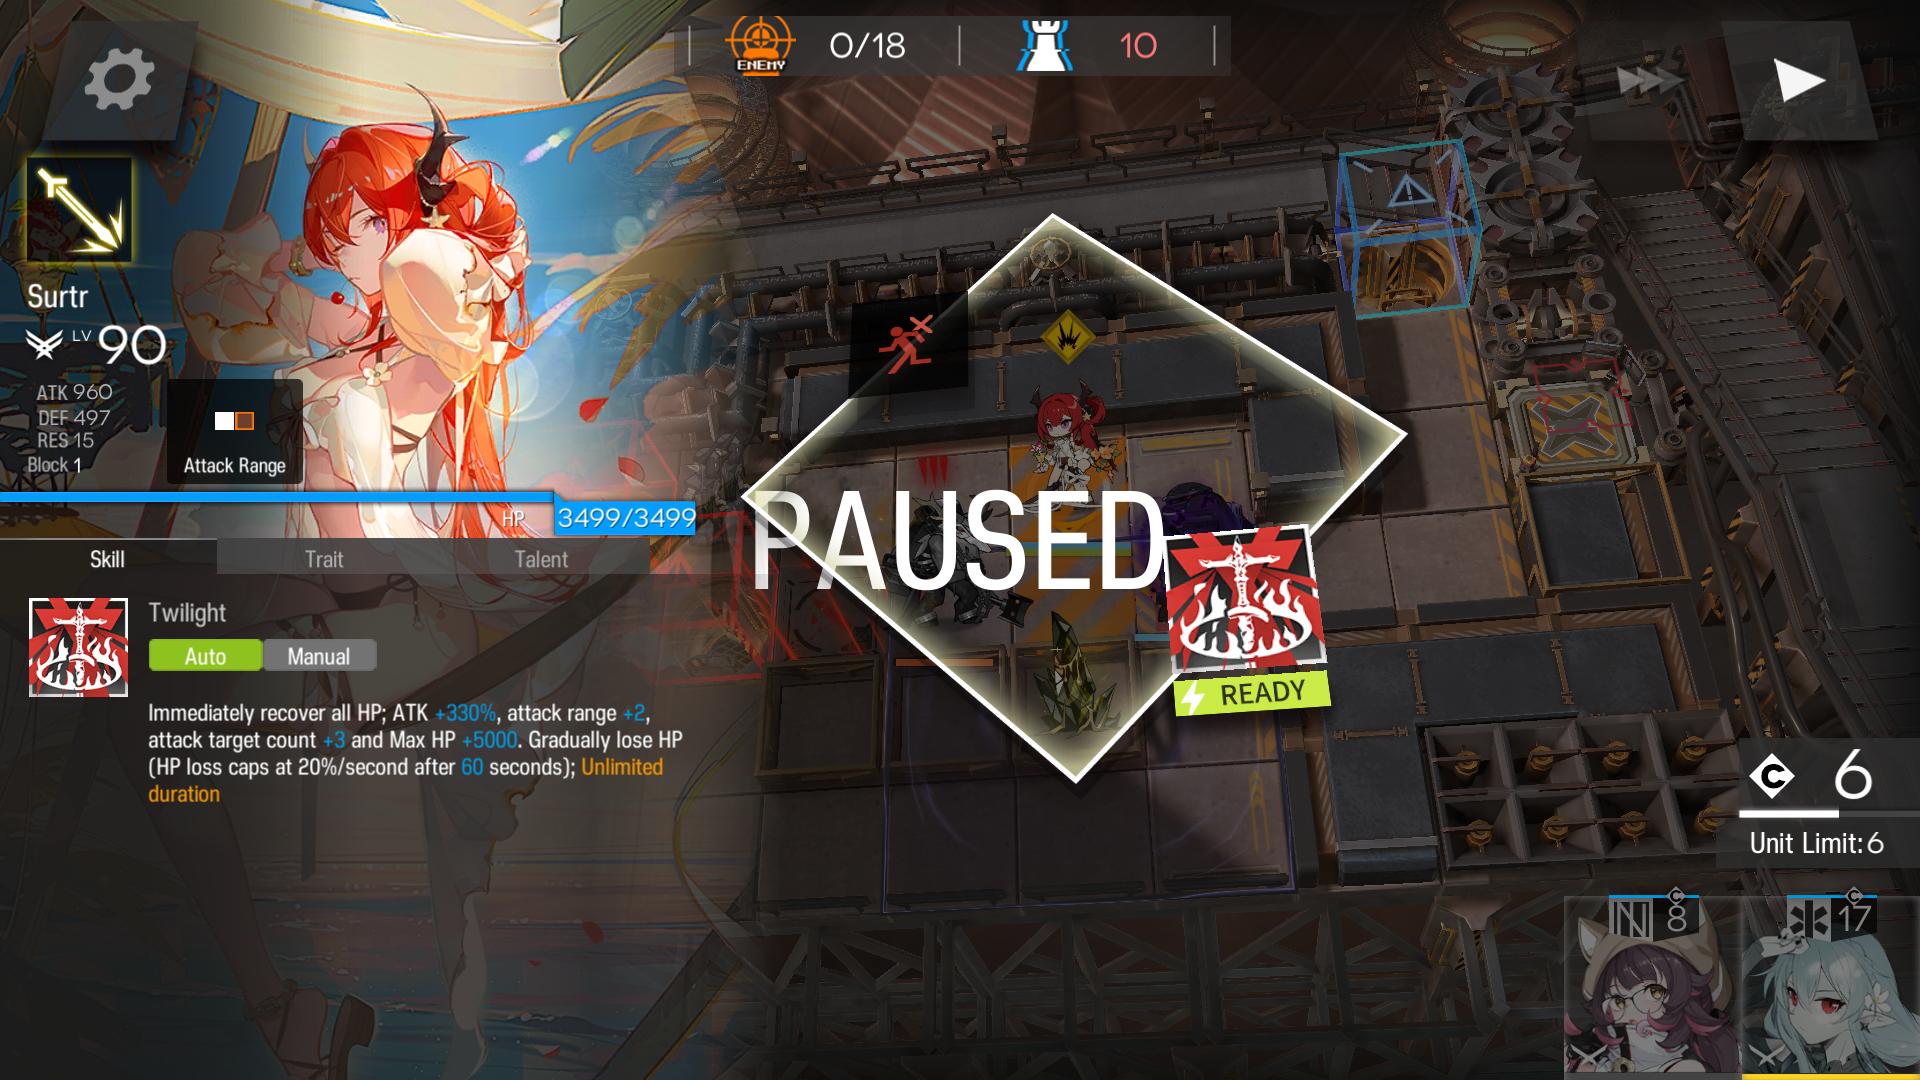 ENEMY
0/18
10
Surtr
LV 90
ATK 960
DEF 497
RES 15
Block 1
Attack Range
HP 3499/3499
Skill
Trait
Talent
Twilight
Auto
Manual
Immediately recover all HP; ATK +330%, attack range +2,
attack target count +3 and Max HP +5000. Gradually lose HP
(HP loss caps at 20%/second after 60 seconds); Unlimited
duration
PAUSED
READY
C 6
Unit Limit:6
C
8
C
17